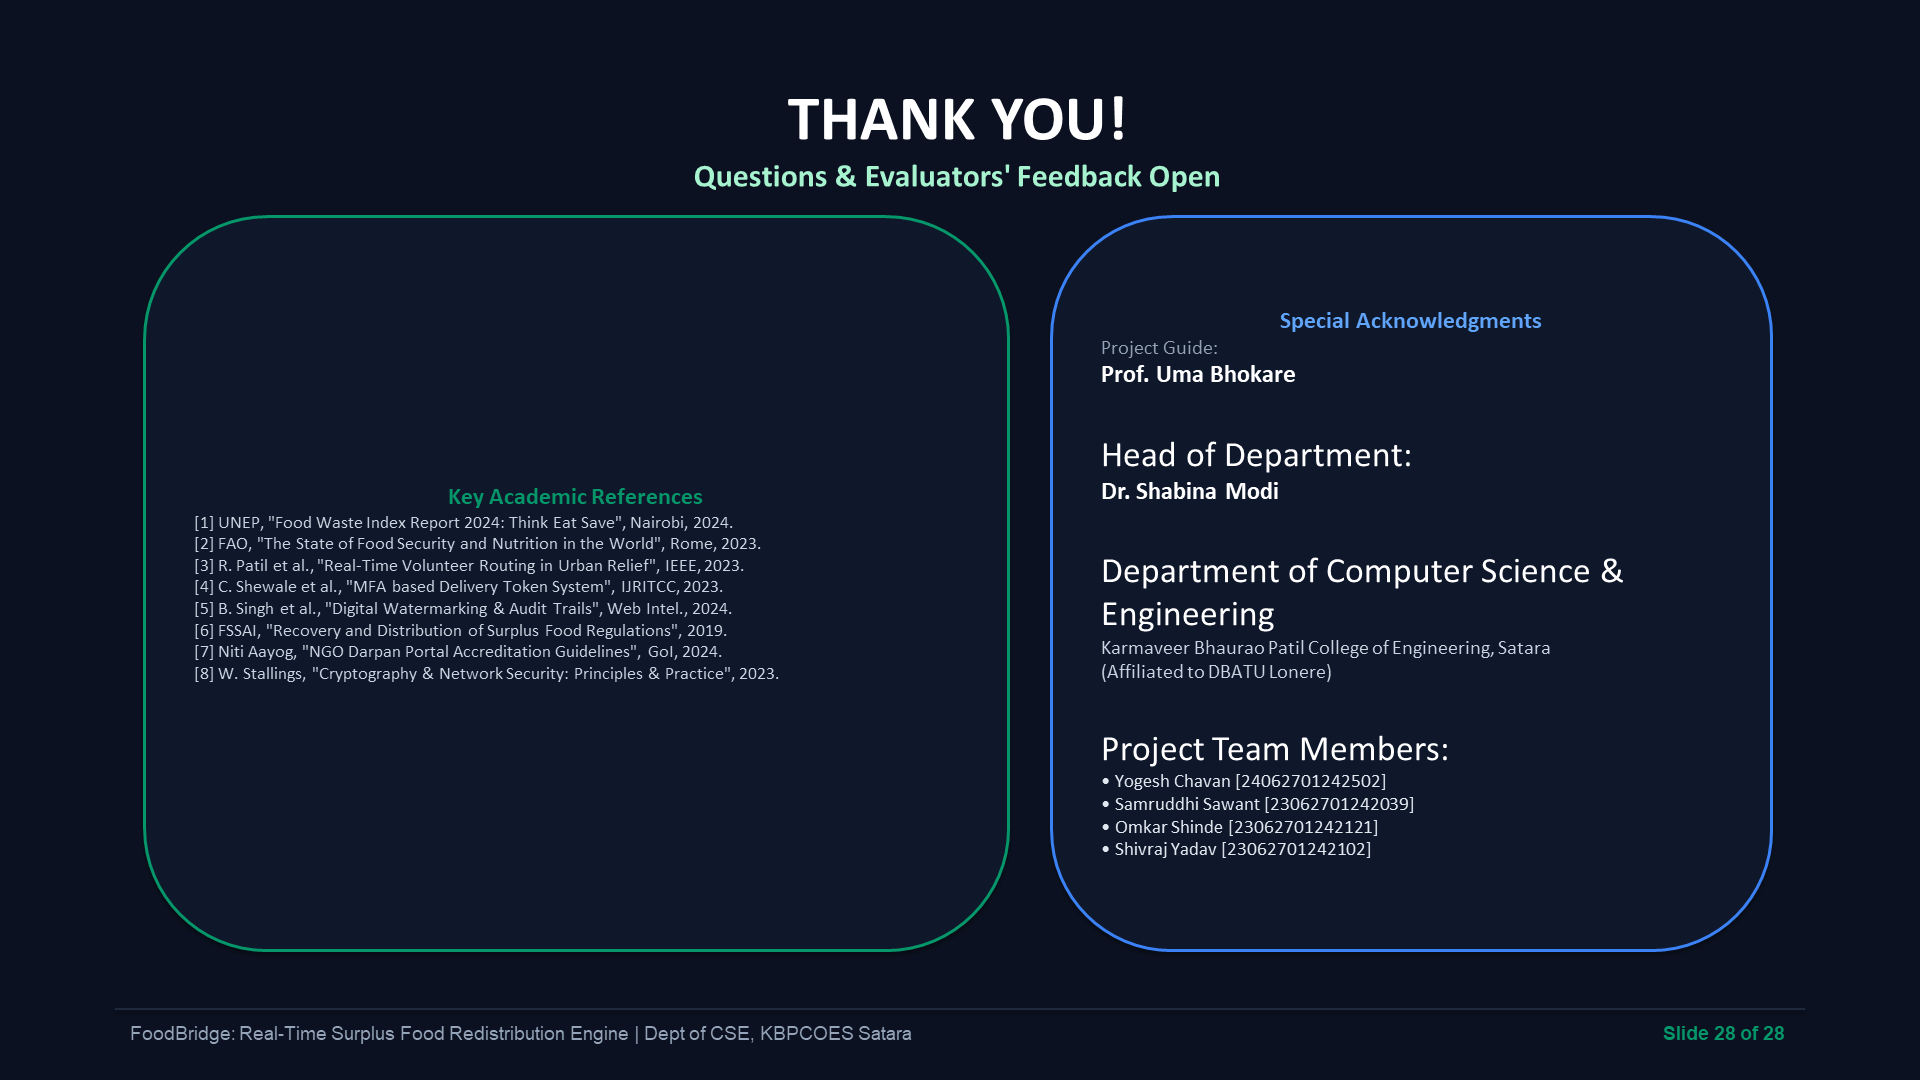 THANK YOU!
Questions & Evaluators' Feedback Open
Key Academic References
[1] UNEP, "Food Waste Index Report 2024: Think Eat Save", Nairobi, 2024.
[2] FAO, "The State of Food Security and Nutrition in the World", Rome, 2023.
[3] R. Patil et al., "Real-Time Volunteer Routing in Urban Relief", IEEE, 2023.
[4] C. Shewale et al., "MFA based Delivery Token System", IJRITCC, 2023.
[5] B. Singh et al., "Digital Watermarking & Audit Trails", Web Intel., 2024.
[6] FSSAI, "Recovery and Distribution of Surplus Food Regulations", 2019.
[7] Niti Aayog, "NGO Darpan Portal Accreditation Guidelines", GoI, 2024.
[8] W. Stallings, "Cryptography & Network Security: Principles & Practice", 2023.
Special Acknowledgments
Project Guide:
Prof. Uma Bhokare
Head of Department:
Dr. Shabina Modi
Department of Computer Science &
Engineering
Karmaveer Bhaurao Patil College of Engineering, Satara
(Affiliated to DBATU Lonere)
Project Team Members:
• Yogesh Chavan [24062701242502]
• Samruddhi Sawant [23062701242039]
• Omkar Shinde [23062701242121]
• Shivraj Yadav [23062701242102]
FoodBridge: Real-Time Surplus Food Redistribution Engine | Dept of CSE, KBPCOES Satara
Slide 28 of 28